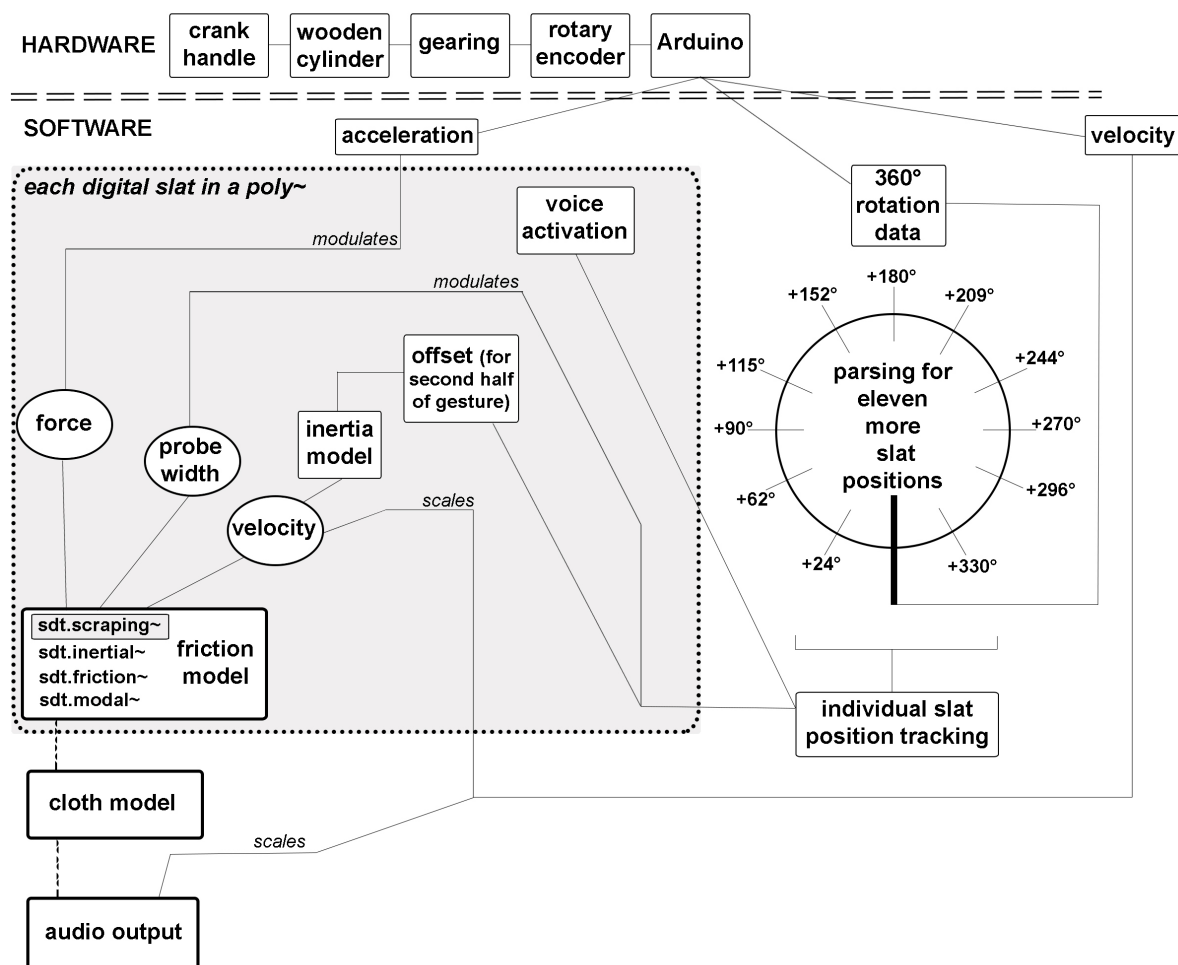 HARDWARE
crank
handle
wooden
cylinder
gearing
rotary
encoder
Arduino
SOFTWARE
acceleration
velocity
each digital slat in a poly~
voice
activation
360°
rotation
data
modulates
modulates
+180°
+152°
+209°
+115°
+244°
+90°
+270°
+62°
+296°
+24°
+330°
parsing for
eleven
more
slat
positions
offset (for
second half
of gesture)
force
probe
width
inertia
model
velocity
scales
sdt.scraping~
sdt.inertial~
sdt.friction~
sdt.modal~
friction
model
individual slat
position tracking
cloth model
scales
audio output